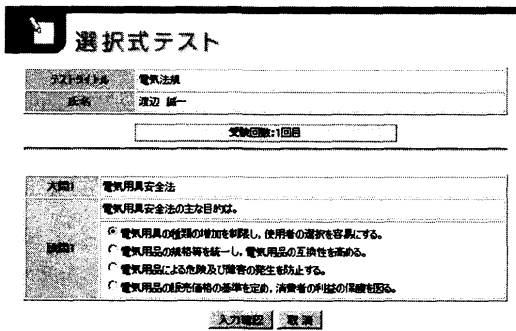 選択式テスト
テストタイトル 電気法規
氏名 渡辺 誠一
受験回数:1回目
大問1 電気用具安全法
設問1 電気用具安全法の主な目的は。
電気用具の種類の増加を制限し、使用者の選択を容易にする。
電気用品の規格等を統一し、電気用品の互換性を高める。
電気用品による危険及び障害の発生を防止する。
電気用品の販売価格の基準を定め、消費者の利益の保護を図る。
入力確認 取消